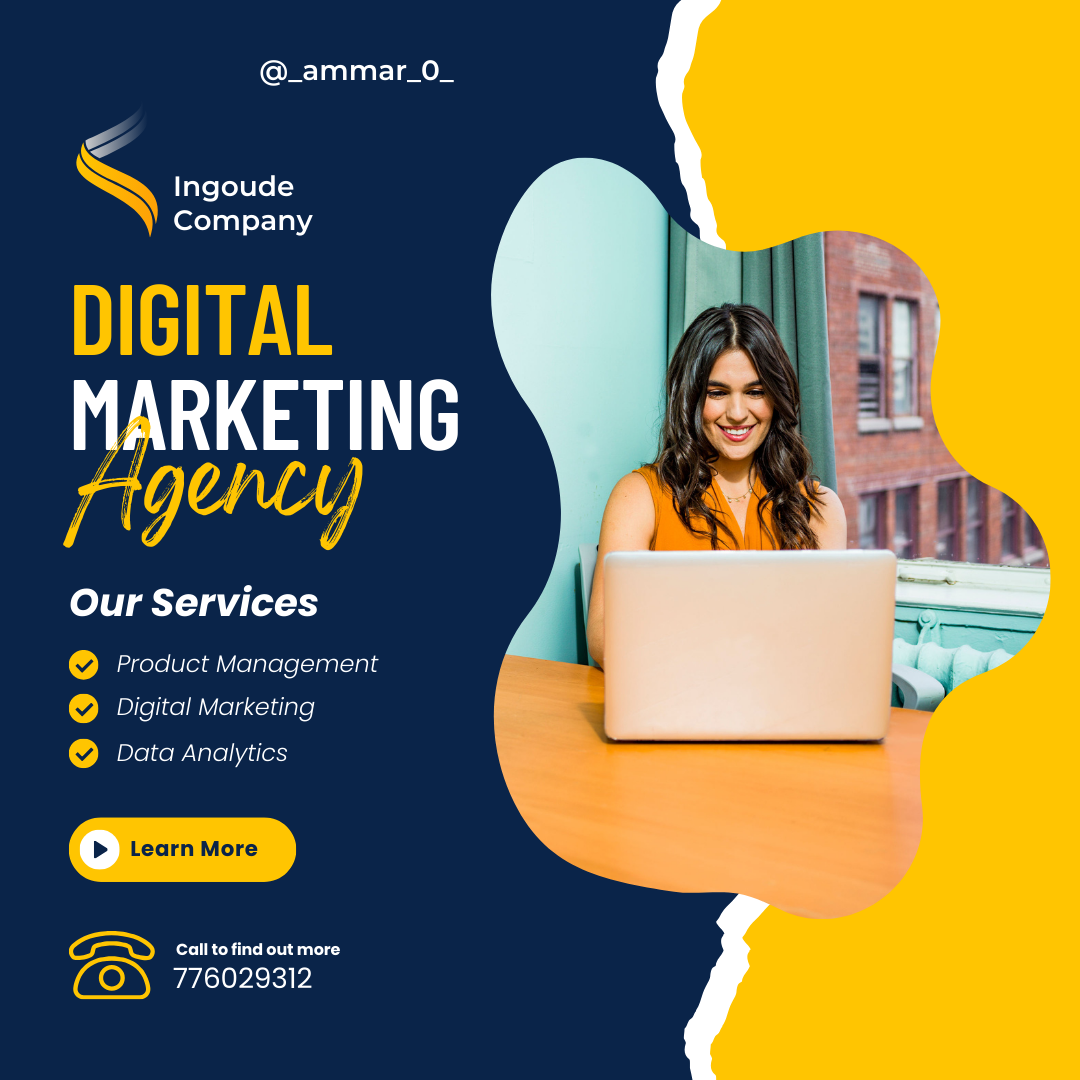 @_ammar_0_
Ingoude
Company
DIGITAL
MARKETING
Agency
Our Services
Product Management
Digital Marketing
Data Analytics
Learn More
Call to find out more
776029312